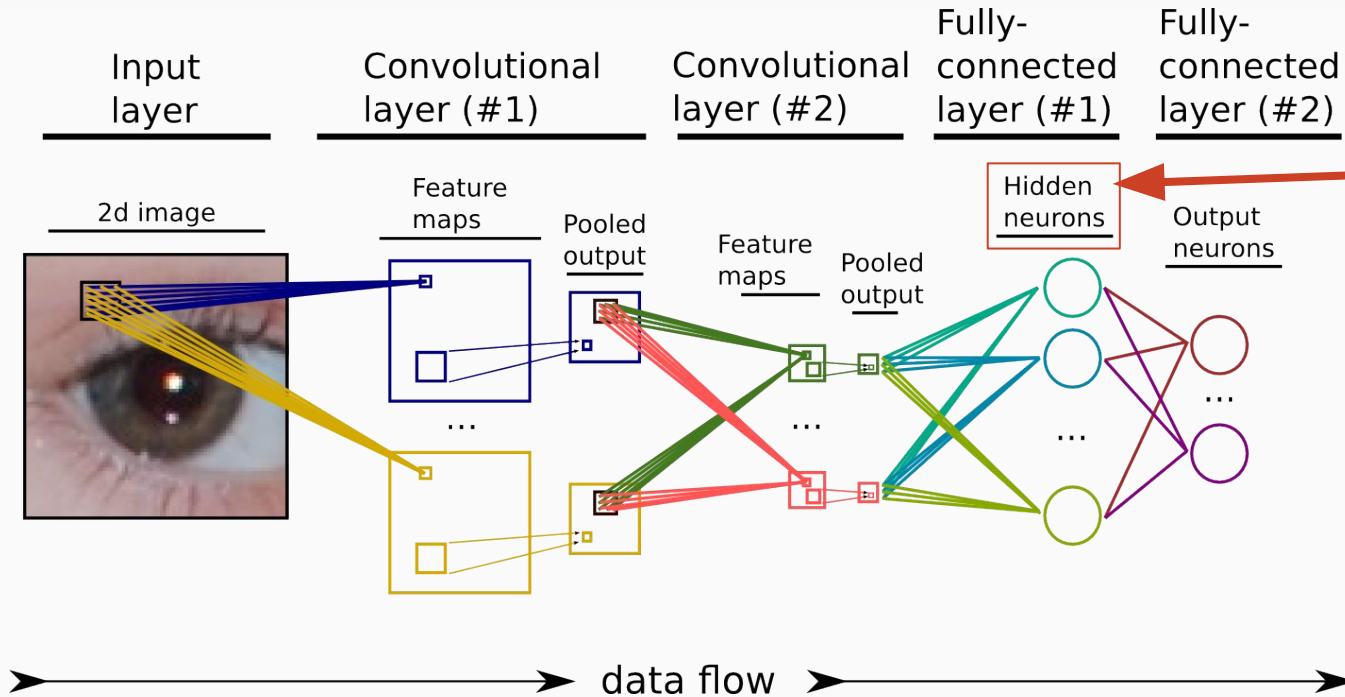 Input
layer
Convolutional
layer (#1)
Convolutional
layer (#2)
Fully-
connected
layer (#1)
Fully-
connected
layer (#2)
2d image
Feature
maps
Pooled
output
...
Feature
maps
Pooled
output
...
Hidden
neurons
...
Output
neurons
...
data flow